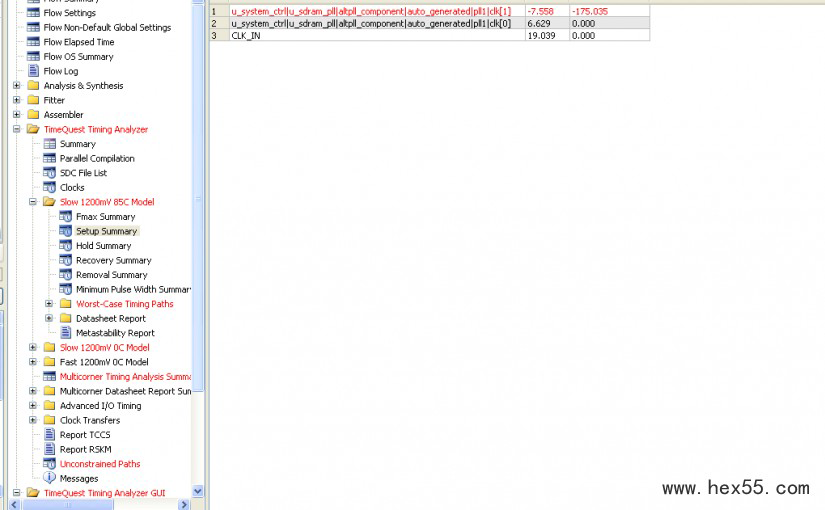 Flow Summary
Flow Settings
Flow Non-Default Global Settings
Flow Elapsed Time
Flow OS Summary
Flow Log
Analysis & Synthesis
Fitter
Assembler
TimeQuest Timing Analyzer
Summary
Parallel Compilation
SDC File List
Clocks
Slow 1200mV 85C Model
Fmax Summary
Setup Summary
Hold Summary
Recovery Summary
Removal Summary
Minimum Pulse Width Summar
Worst-Case Timing Paths
Datasheet Report
Metastability Report
Slow 1200mV 0C Model
Fast 1200mV 0C Model
Multicorner Timing Analysis Summa
Multicorner Datasheet Report Sum
Advanced I/O Timing
Clock Transfers
Report TCCS
Report RSKM
Unconstrained Paths
Messages
TimeQuest Timing Analyzer GUI
1 u_system_ctrl|u_sdram_pll|altpll_component|auto_generated|pll1|clk[1] -7.558 -175.035
2 u_system_ctrl|u_sdram_pll|altpll_component|auto_generated|pll1|clk[0] 6.629 0.000
3 CLK_IN 19.039 0.000
www.hex55.com